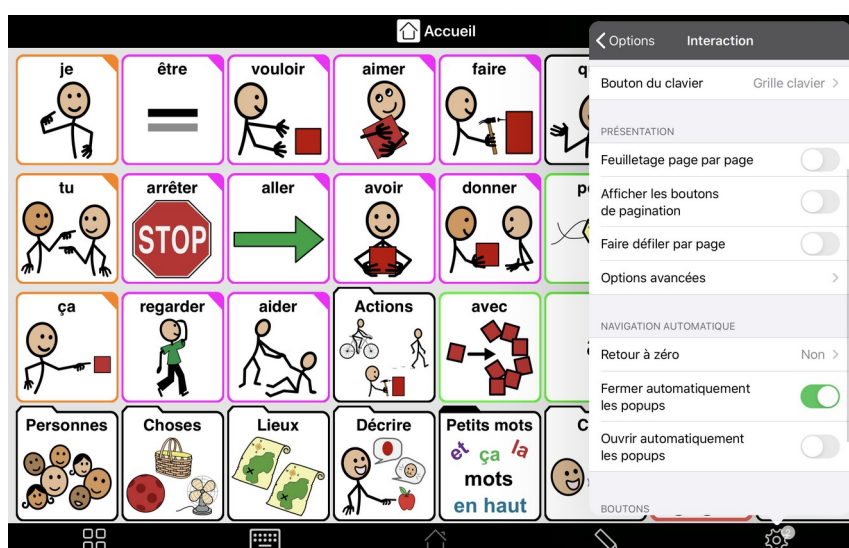 Accueil
je
être
vouloir
aimer
faire
tu
arrêter
STOP
aller
avoir
donner
ça
regarder
aider
Actions
avec
Personnes
Choses
Lieux
Décrire
Petits mots
et ça la
mots
en haut
Options
Interaction
Bouton du clavier Grille clavier
PRÉSENTATION
Feuilletage page par page
Afficher les boutons
de pagination
Faire défiler par page
Options avancées
NAVIGATION AUTOMATIQUE
Retour à zéro Non
Fermer automatiquement
les popups
Ouvrir automatiquement
les popups
BOUTONS
2